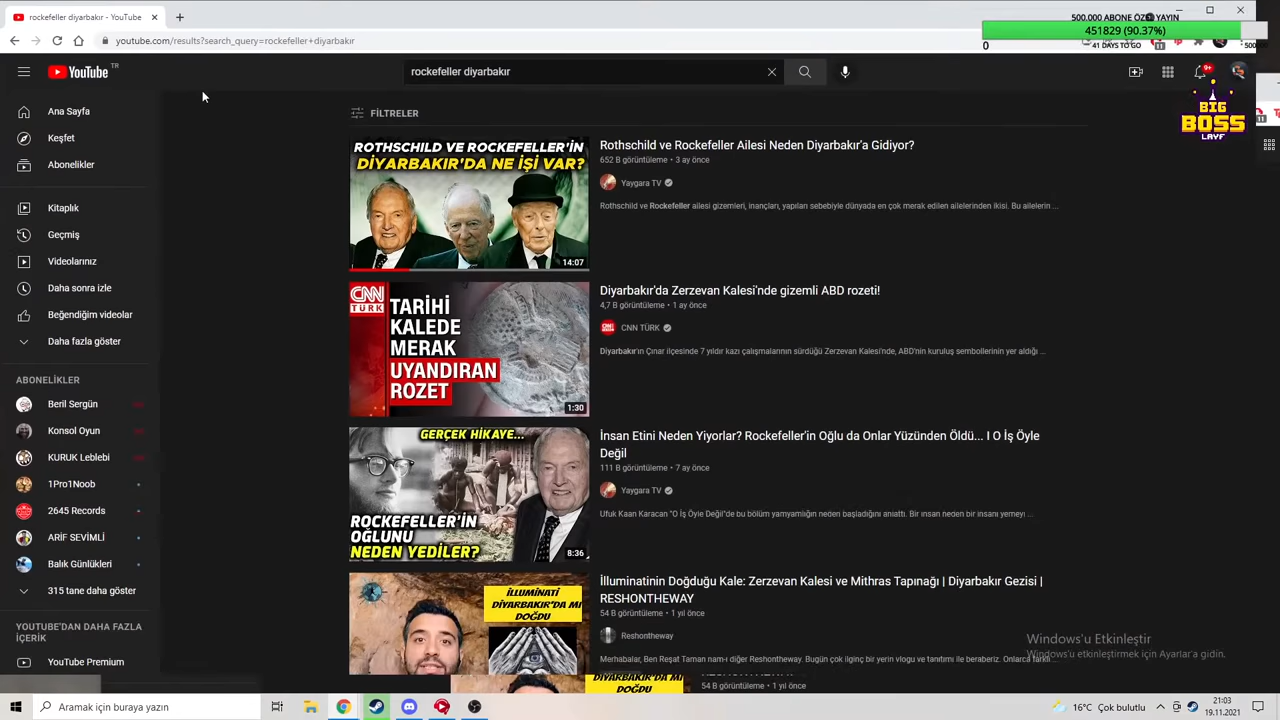 rockefeller diyarbakır - YouTube
500.000 ABONE ÖZEL YAYIN
451829 (90.37%)
0
41 DAYS TO GO
youtube.com/results?search_query=rockefeller+diyarbakır
YouTube TR
rockefeller diyarbakır
9+
BIG
BOSS
LAYF
Ana Sayfa
Keşfet
Abonelikler
Kitaplık
Geçmiş
Videolarınız
Daha sonra izle
Beğendiğim videolar
Daha fazla göster
ABONELİKLER
Beril Sergün
Konsol Oyun
KURUK Leblebi
1Pro1Noob
2645 Records
ARİF SEVİMLİ
Balık Günlükleri
315 tane daha göster
YOUTUBE'DAN DAHA FAZLA
İÇERİK
YouTube Premium
FİLTRELER
ROTHSCHILD VE ROCKEFELLER'İN
DİYARBAKIR'DA NE İŞİ VAR?
14:07
Rothschild ve Rockefeller Ailesi Neden Diyarbakır'a Gidiyor?
652 B görüntüleme • 3 ay önce
Yaygara TV
Rothschild ve Rockefeller ailesi gizemleri, inançları, yapıları sebebiyle dünyada en çok merak edilen ailelerinden ikisi. Bu ailelerin ...
CNN
TÜRK
TARİHİ
KALEDE
MERAK
UYANDIRAN
ROZET
1:30
Diyarbakır'da Zerzevan Kalesi'nde gizemli ABD rozeti!
4,7 B görüntüleme • 1 ay önce
CNN TÜRK
Diyarbakır'ın Çınar ilçesinde 7 yıldır kazı çalışmalarının sürdüğü Zerzevan Kalesi'nde, ABD'nin kuruluş sembollerinin yer aldığı ...
GERÇEK HİKAYE...
ROCKEFELLER'İN
OĞLUNU
NEDEN YEDİLER?
8:36
İnsan Etini Neden Yiyorlar? Rockefeller'in Oğlu da Onlar Yüzünden Öldü... I O İş Öyle
Değil
111 B görüntüleme • 7 ay önce
Yaygara TV
Ufuk Kaan Karacan "O İş Öyle Değil"de bu bölüm yamyamlığın neden başladığını anlattı. Bir insan neden bir insanı yemeyi ...
İLLUMİNATİ
DİYARBAKIR'DA MI
DOĞDU
İlluminatinin Doğduğu Kale: Zerzevan Kalesi ve Mithras Tapınağı | Diyarbakır Gezisi |
RESHONTHEWAY
54 B görüntüleme • 1 yıl önce
Reshontheway
Merhabalar, Ben Reşat Taman nam-ı diğer Reshontheway. Bugün çok ilginç bir yerin vlogu ve tanıtımı ile beraberiz. Onlarca farklı ...
DİYARBAKIR'DA MI
DOĞDU
54 B görüntüleme • 1 yıl önce
Windows'u Etkinleştir
Windows'u etkinleştirmek için Ayarlar'a gidin.
Aramak için buraya yazın
16°C Çok bulutlu
21:03
19.11.2021